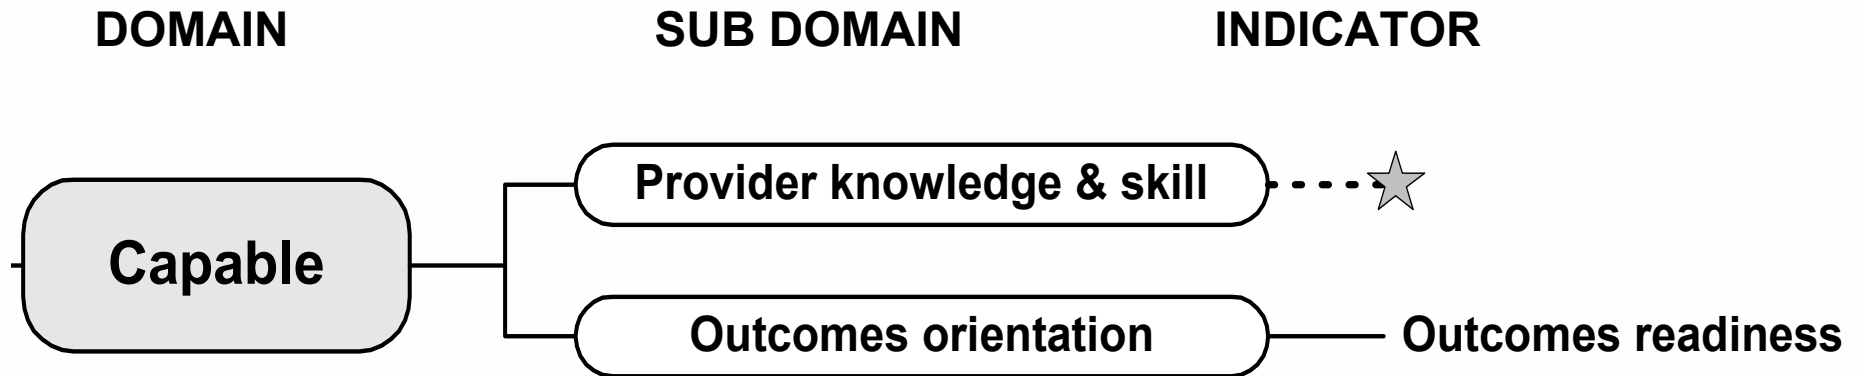 DOMAIN SUB DOMAIN INDICATOR
Provider knowledge & skill
Capable
Outcomes orientation Outcomes readiness